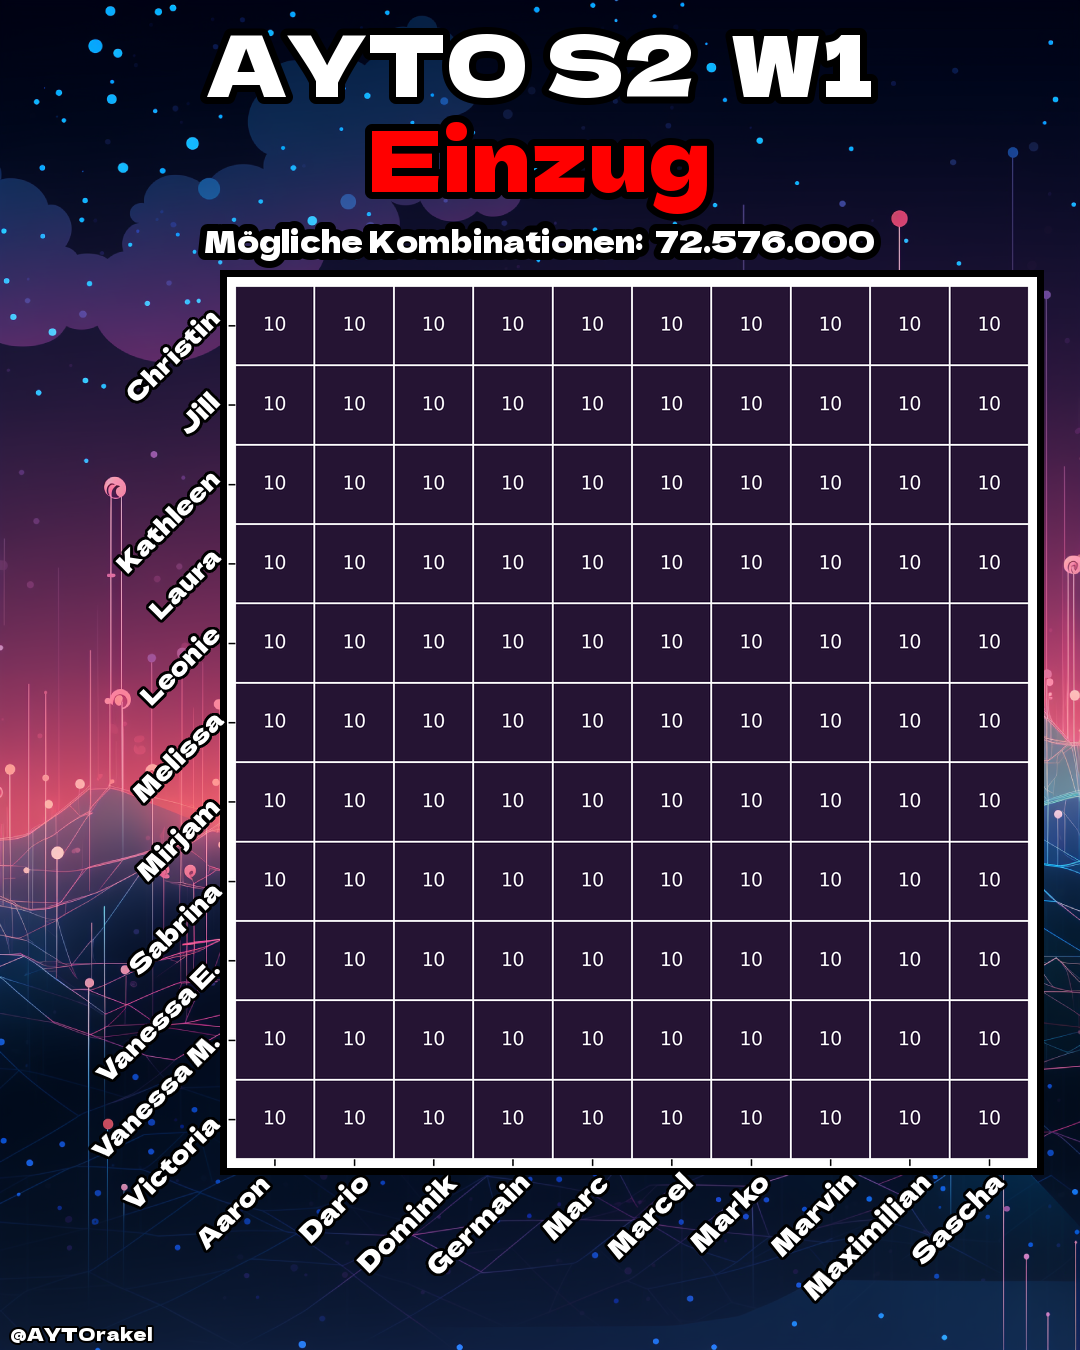 AYTO S2 W1
Einzug
Mögliche Kombinationen: 72.576.000
Christin 10 10 10 10 10 10 10 10 10 10
Jill 10 10 10 10 10 10 10 10 10 10
Kathleen 10 10 10 10 10 10 10 10 10 10
Laura 10 10 10 10 10 10 10 10 10 10
Leonie 10 10 10 10 10 10 10 10 10 10
Melissa 10 10 10 10 10 10 10 10 10 10
Mirjam 10 10 10 10 10 10 10 10 10 10
Sabrina 10 10 10 10 10 10 10 10 10 10
Vanessa E. 10 10 10 10 10 10 10 10 10 10
Vanessa M. 10 10 10 10 10 10 10 10 10 10
Victoria 10 10 10 10 10 10 10 10 10 10
Aaron Dario Dominik Germain Marc Marcel Marko Marvin Maximilian Sascha
@AYTOrakel